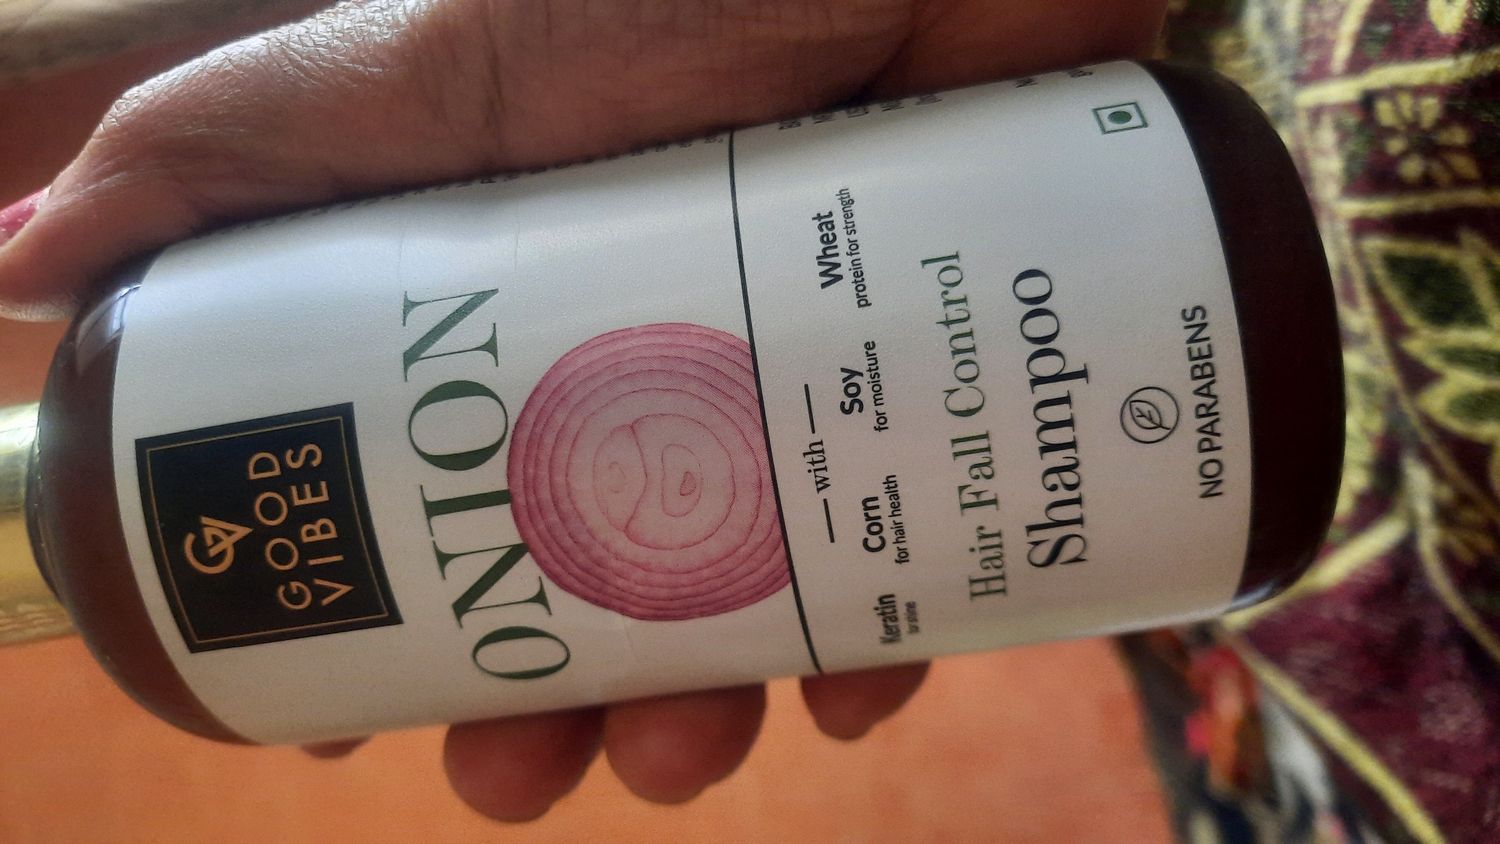 GV
GOOD
VIBES
ONION
with
Keratin
for shine
Corn
for hair health
Soy
for moisture
Wheat
protein for strength
Hair Fall Control
Shampoo
NO PARABENS